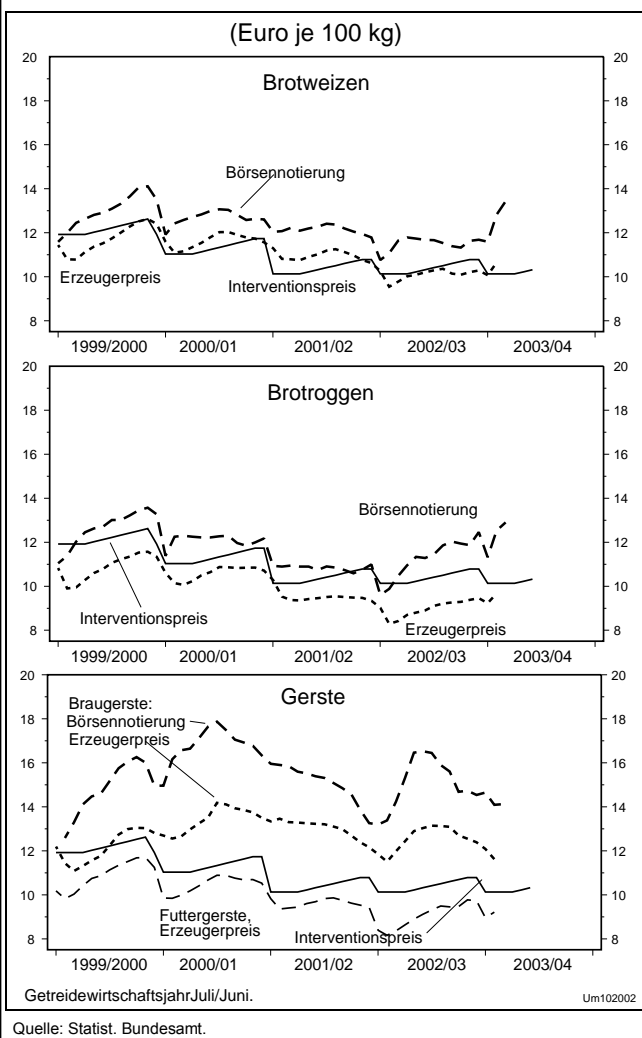 (Euro je 100 kg)
20 20
Brotweizen
18 18
16 16
Börsennotierung
14 14
12 12
Erzeugerpreis
Interventionspreis
10 10
8 8
1999/2000 2000/01 2001/02 2002/03 2003/04
20 20
Brotroggen
18 18
16 16
14 14
Börsennotierung
12 12
10 10
Interventionspreis
Erzeugerpreis
8 8
1999/2000 2000/01 2001/02 2002/03 2003/04
20 20
Gerste
Braugerste:
Börsennotierung
18 18
Erzeugerpreis
16 16
14 14
12 12
10 10
Futtergerste,
Erzeugerpreis
Interventionspreis
8 8
1999/2000 2000/01 2001/02 2002/03 2003/04
GetreidewirtschaftsjahrJuli/Juni. Um102002
Quelle: Statist. Bundesamt.